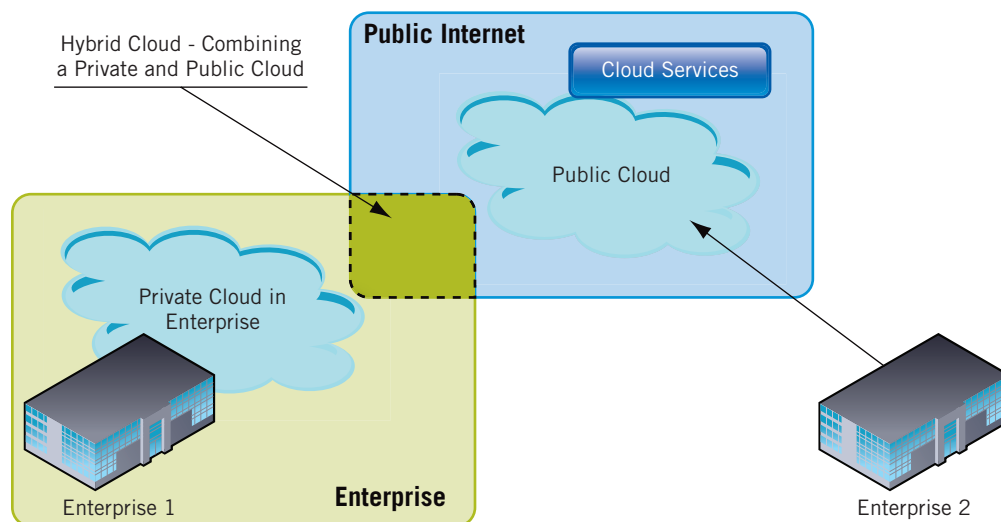 Hybrid Cloud - Combining
a Private and Public Cloud
Public Internet
Cloud Services
Public Cloud
Private Cloud in
Enterprise
Enterprise 1
Enterprise
Enterprise 2